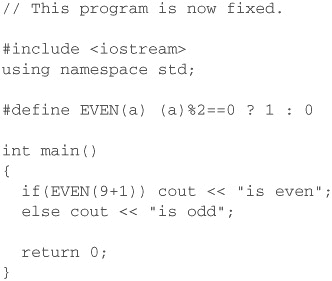 // This program is now fixed.
#include <iostream>
using namespace std;
#define EVEN(a) (a)%2==0 ? 1 : 0
int main()
{
if(EVEN(9+1)) cout << "is even";
else cout << "is odd";
return 0;
}